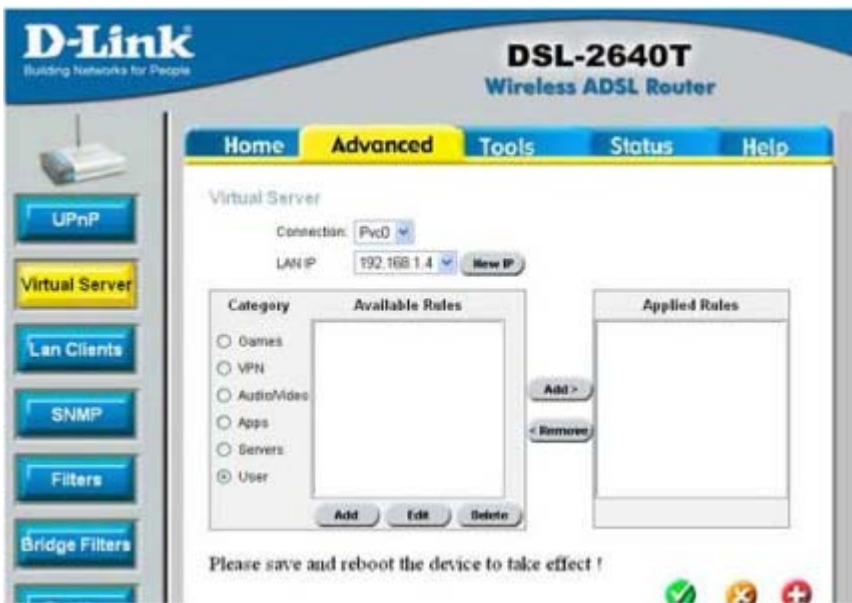 D-Link
Building Networks for People
DSL-2640T
Wireless ADSL Router
Home Advanced Tools Status Help
UPnP
Virtual Server
Lan Clients
SNMP
Filters
Bridge Filters
Virtual Server
Connection: Pvc0
LAN IP 192.168.1.4 New IP
Category Available Rules Applied Rules
Games
VPN
Audio/Video
Apps
Servers
User
Add >
< Remove
Add Edit Delete
Please save and reboot the device to take effect !